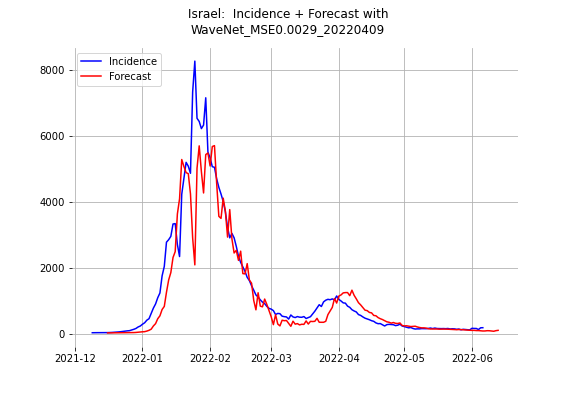 Israel:  Incidence + Forecast with
WaveNet_MSE0.0029_20220409
Incidence
Forecast
8000
6000
4000
2000
0
2021-12 2022-01 2022-02 2022-03 2022-04 2022-05 2022-06